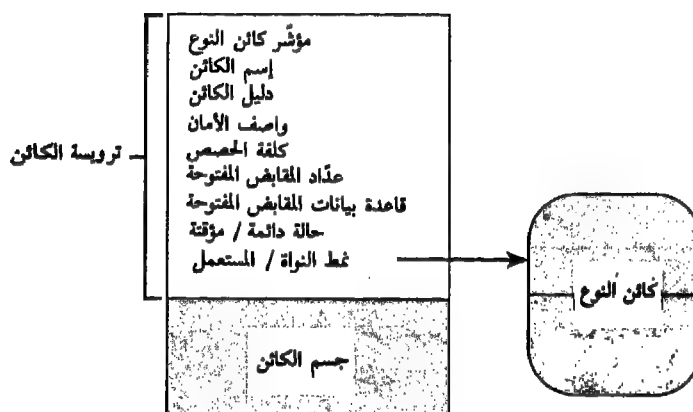 مؤشّر كائن النوع
إسم الكائن
دليل الكائن
واصف الأمان
كلفة الحصص
عدّاد المقابض المفتوحة
قاعدة بيانات المقابض المفتوحة
حالة دائمة / مؤقتة
نمط النواة / المستعمل
ترويسة الكائن
كائن النوع
جسم الكائن